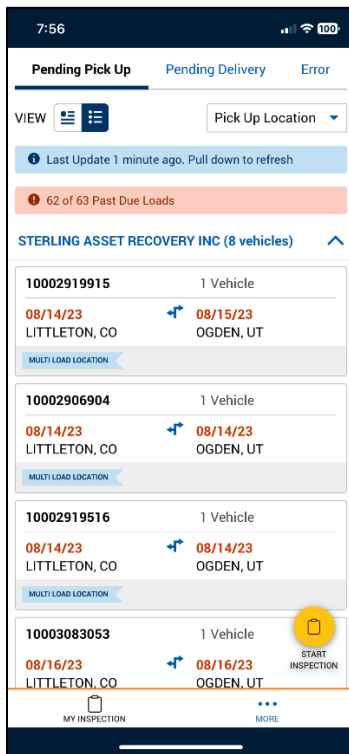 7:56
100
Pending Pick Up Pending Delivery Error
VIEW Pick Up Location
Last Update 1 minute ago. Pull down to refresh
62 of 63 Past Due Loads
STERLING ASSET RECOVERY INC (8 vehicles)
10002919915 1 Vehicle
08/14/23 08/15/23
LITTLETON, CO OGDEN, UT
MULTI LOAD LOCATION
10002906904 1 Vehicle
08/14/23 08/14/23
LITTLETON, CO OGDEN, UT
MULTI LOAD LOCATION
10002919516 1 Vehicle
08/14/23 08/14/23
LITTLETON, CO OGDEN, UT
MULTI LOAD LOCATION
10003083053 1 Vehicle
08/16/23 08/16/23
LITTLETON, CO OGDEN, UT
START
INSPECTION
MY INSPECTION MORE